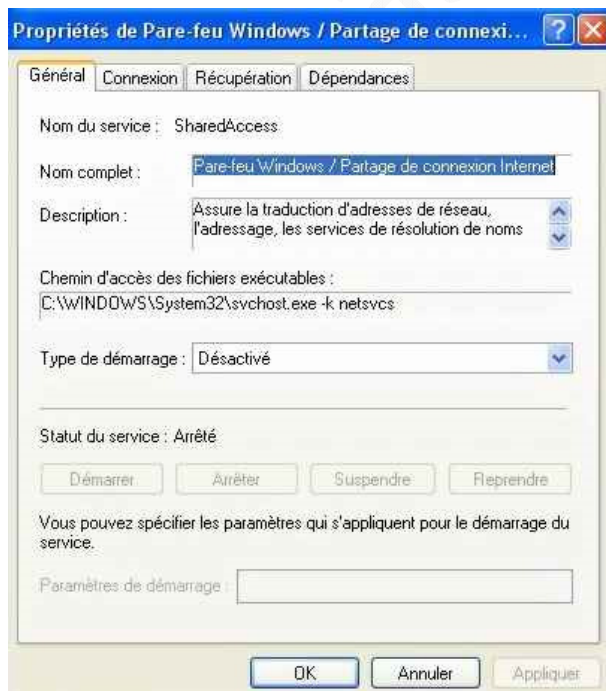 Propriétés de Pare-feu Windows / Partage de connexi...
Général Connexion Récupération Dépendances
Nom du service : SharedAccess
Nom complet : Pare-feu Windows / Partage de connexion Internet
Description : Assure la traduction d'adresses de réseau,
l'adressage, les services de résolution de noms
Chemin d'accès des fichiers exécutables :
C:\WINDOWS\System32\svchost.exe -k netsvcs
Type de démarrage : Désactivé
Statut du service : Arrêté
Démarrer Arrêter Suspendre Reprendre
Vous pouvez spécifier les paramètres qui s'appliquent pour le démarrage du
service.
Paramètres de démarrage :
OK Annuler Appliquer